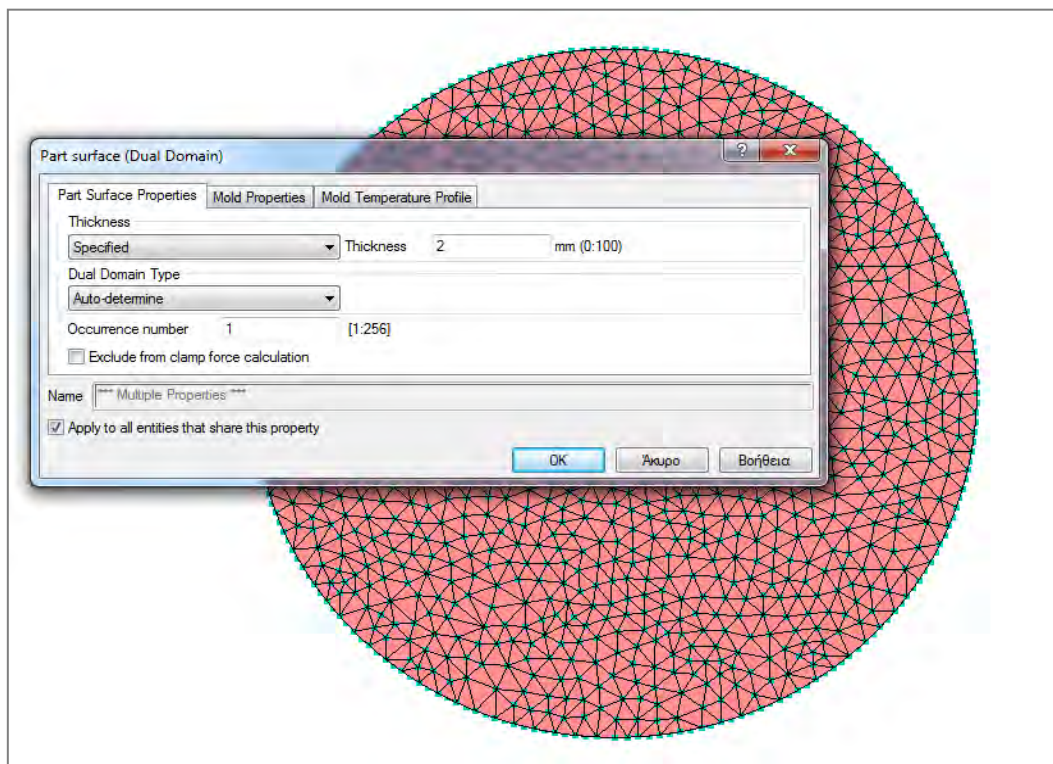 Part surface (Dual Domain)
?
Part Surface Properties Mold Properties Mold Temperature Profile
Thickness
Specified Thickness 2 mm (0:100)
Dual Domain Type
Auto-determine
Occurrence number 1 [1:256]
Exclude from clamp force calculation
Name *** Multiple Properties ***
Apply to all entities that share this property
OK Άκυρο Βοήθεια